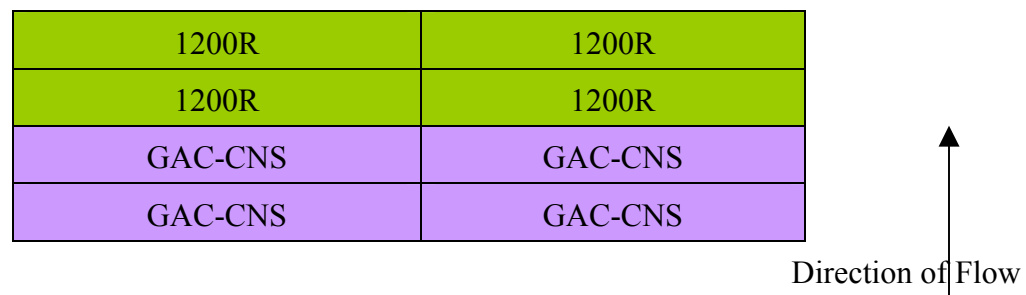 1200R 1200R
1200R 1200R
GAC-CNS GAC-CNS
GAC-CNS GAC-CNS
Direction of Flow